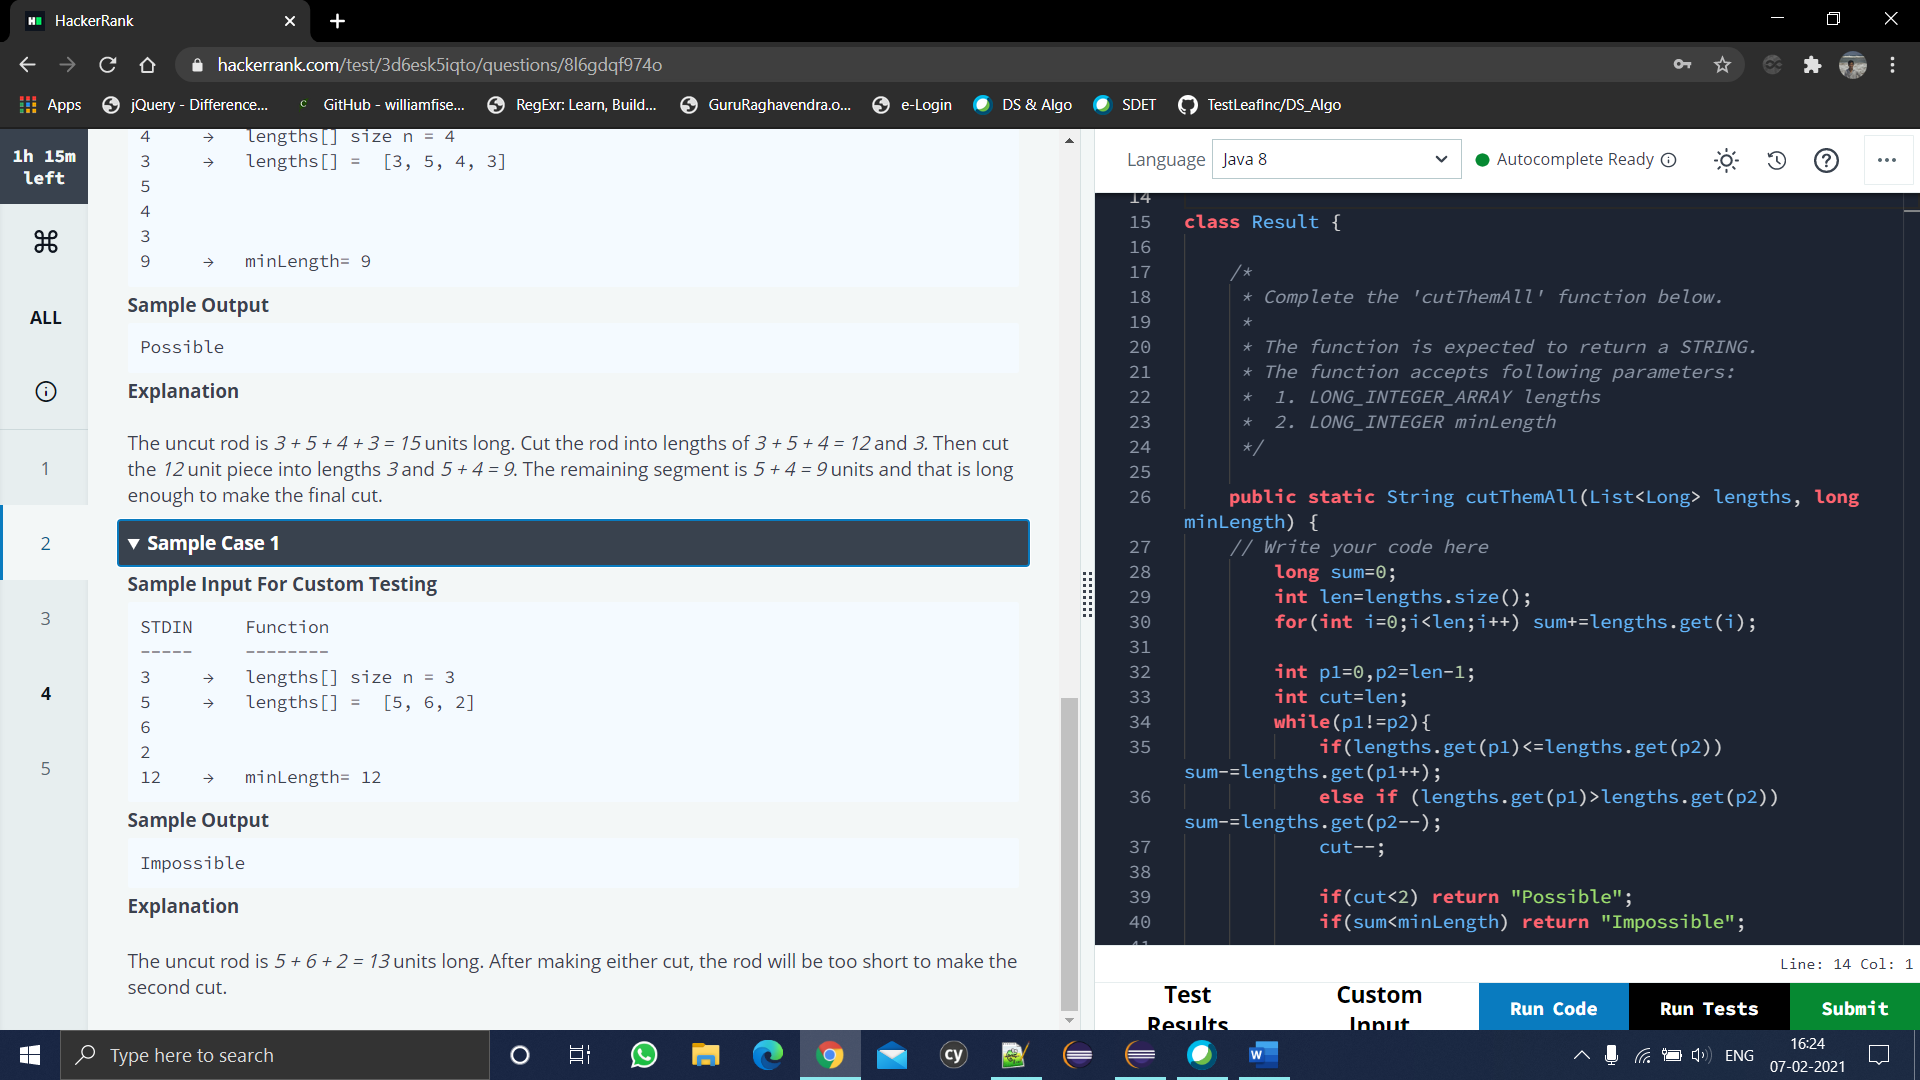 HackerRank
hackerrank.com/test/3d6esk5iqto/questions/8l6gdqf974o
Apps
jQuery - Difference...
GitHub - williamfise...
RegExr: Learn, Build...
GuruRaghavendra.o...
e-Login
DS & Algo
SDET
TestLeafInc/DS_Algo
1h 15m
left
ALL
1
2
3
4
5
4 → lengths[] size n = 4
3 → lengths[] = [3, 5, 4, 3]
5
4
3
9 → minLength= 9
Sample Output
Possible
Explanation
The uncut rod is 3 + 5 + 4 + 3 = 15 units long. Cut the rod into lengths of 3 + 5 + 4 = 12 and 3. Then cut
the 12 unit piece into lengths 3 and 5 + 4 = 9. The remaining segment is 5 + 4 = 9 units and that is long
enough to make the final cut.
▼ Sample Case 1
Sample Input For Custom Testing
STDIN Function
----- --------
3 → lengths[] size n = 3
5 → lengths[] = [5, 6, 2]
6
2
12 → minLength= 12
Sample Output
Impossible
Explanation
The uncut rod is 5 + 6 + 2 = 13 units long. After making either cut, the rod will be too short to make the
second cut.
Language Java 8 Autocomplete Ready
14
15 class Result {
16
17 /*
18 * Complete the 'cutThemAll' function below.
19 *
20 * The function is expected to return a STRING.
21 * The function accepts following parameters:
22 * 1. LONG_INTEGER_ARRAY lengths
23 * 2. LONG_INTEGER minLength
24 */
25
26 public static String cutThemAll(List<Long> lengths, long
minLength) {
27 // Write your code here
28 long sum=0;
29 int len=lengths.size();
30 for(int i=0;i<len;i++) sum+=lengths.get(i);
31
32 int p1=0,p2=len-1;
33 int cut=len;
34 while(p1!=p2){
35 if(lengths.get(p1)<=lengths.get(p2))
sum-=lengths.get(p1++);
36 else if (lengths.get(p1)>lengths.get(p2))
sum-=lengths.get(p2--);
37 cut--;
38
39 if(cut<2) return "Possible";
40 if(sum<minLength) return "Impossible";
41
Line: 14 Col: 1
Test
Results
Custom
Input
Run Code
Run Tests
Submit
Type here to search
cy
ENG
16:24
07-02-2021